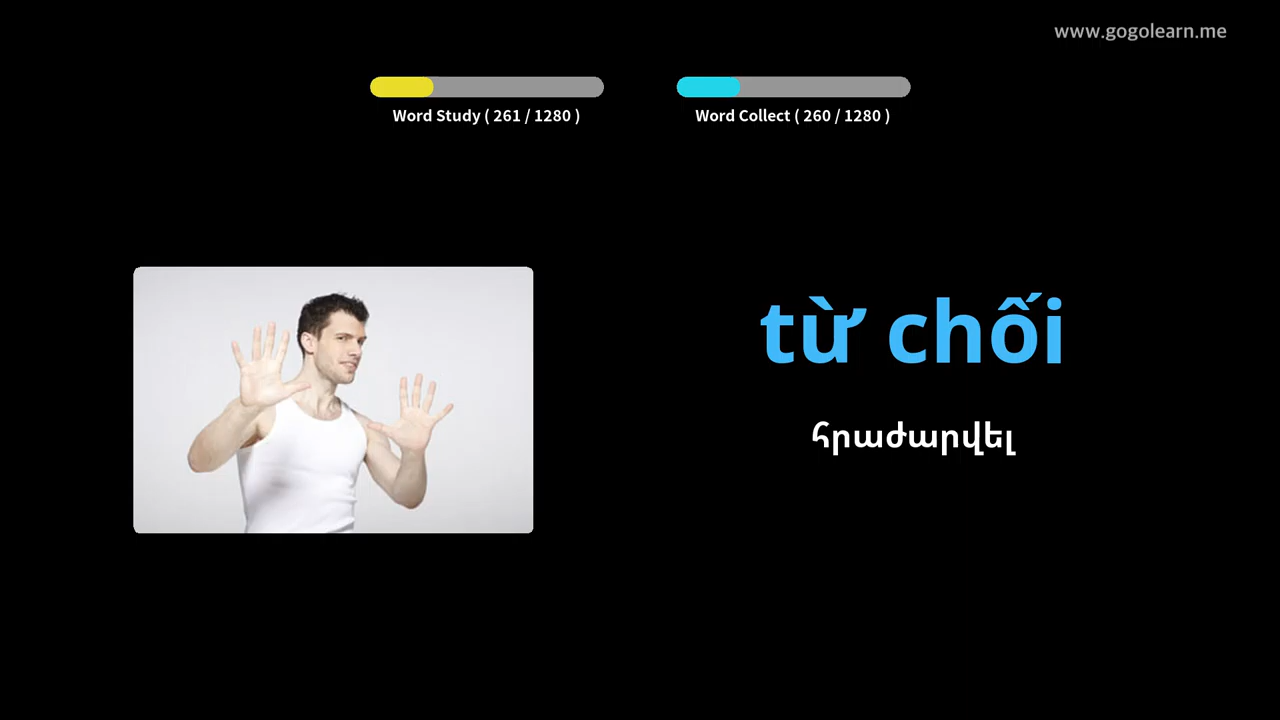 www.gogolearn.me
Word Study ( 261 / 1280 )
Word Collect ( 260 / 1280 )
từ chối
հրաժարվել